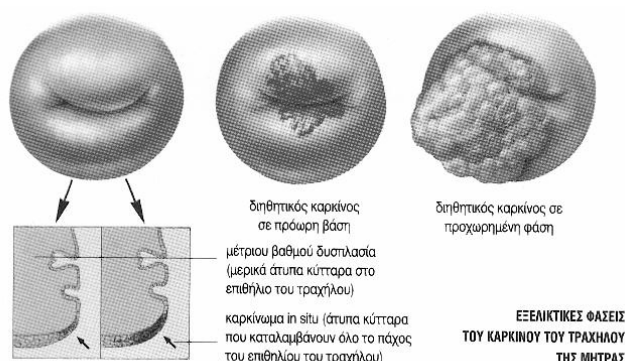 διηθητικός καρκίνος
σε πρόωρη βάση
διηθητικός καρκίνος σε
προχωρημένη φάση
μέτριου βαθμού δυσπλασία
(μερικά άτυπα κύτταρα στο
επιθήλιο του τραχήλου)
καρκίνωμα in situ (άτυπα κύτταρα
που καταλαμβάνουν όλο το πάχος
του επιθηλίου του τραχήλου)
ΕΞΕΛΙΚΤΙΚΕΣ ΦΑΣΕΙΣ
ΤΟΥ ΚΑΡΚΙΝΟΥ ΤΟΥ ΤΡΑΧΗΛΟΥ
ΤΗΣ ΜΗΤΡΑΣ